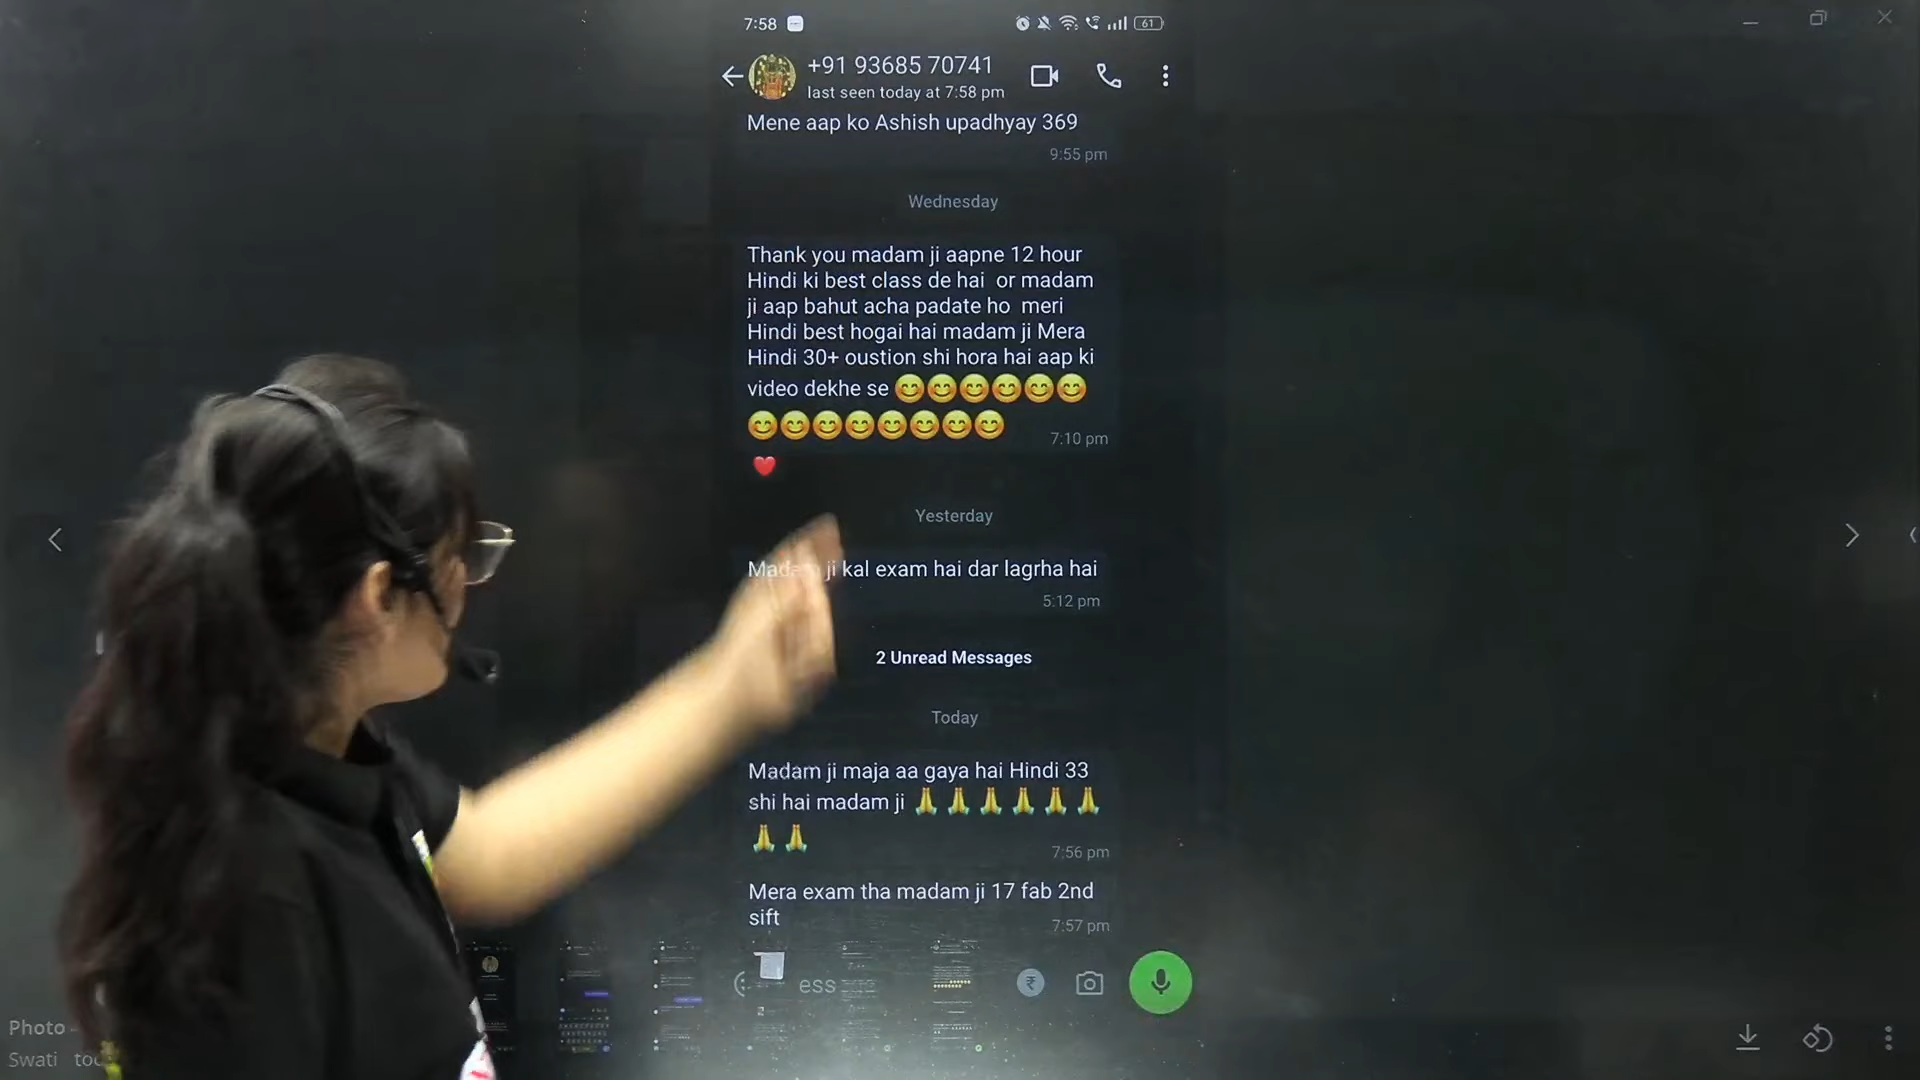 7:58
61
+91 93685 70741
last seen today at 7:58 pm
Mene aap ko Ashish upadhyay 369
9:55 pm
Wednesday
Thank you madam ji aapne 12 hour
Hindi ki best class de hai or madam
ji aap bahut acha padate ho meri
Hindi best hogai hai madam ji Mera
Hindi 30+ oustion shi hora hai aap ki
video dekhe se 😊😊😊😊😊😊
😊😊😊😊😊😊😊😊
7:10 pm
❤️
Yesterday
Madam ji kal exam hai dar lagrha hai
5:12 pm
2 Unread Messages
Today
Madam ji maja aa gaya hai Hindi 33
shi hai madam ji 🙏🙏🙏🙏🙏🙏
🙏🙏
7:56 pm
Mera exam tha madam ji 17 fab 2nd
sift
7:57 pm
Photo -
Swati